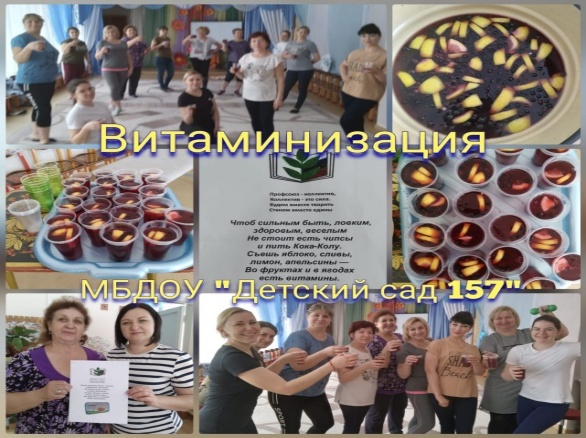 Витаминизация
Профсоюз - коллектив,
Коллектив - это сила.
Будем вместе творить
Станем вместе едины
Чтоб сильным быть, ловким,
здоровым, веселым
Не стоит есть чипсы
и пить Кока-Колу.
Съешь яблоко, сливы,
лимон, апельсины —
Во фруктах и в ягодах
есть витамины.
МБДОУ "Детский сад 157"